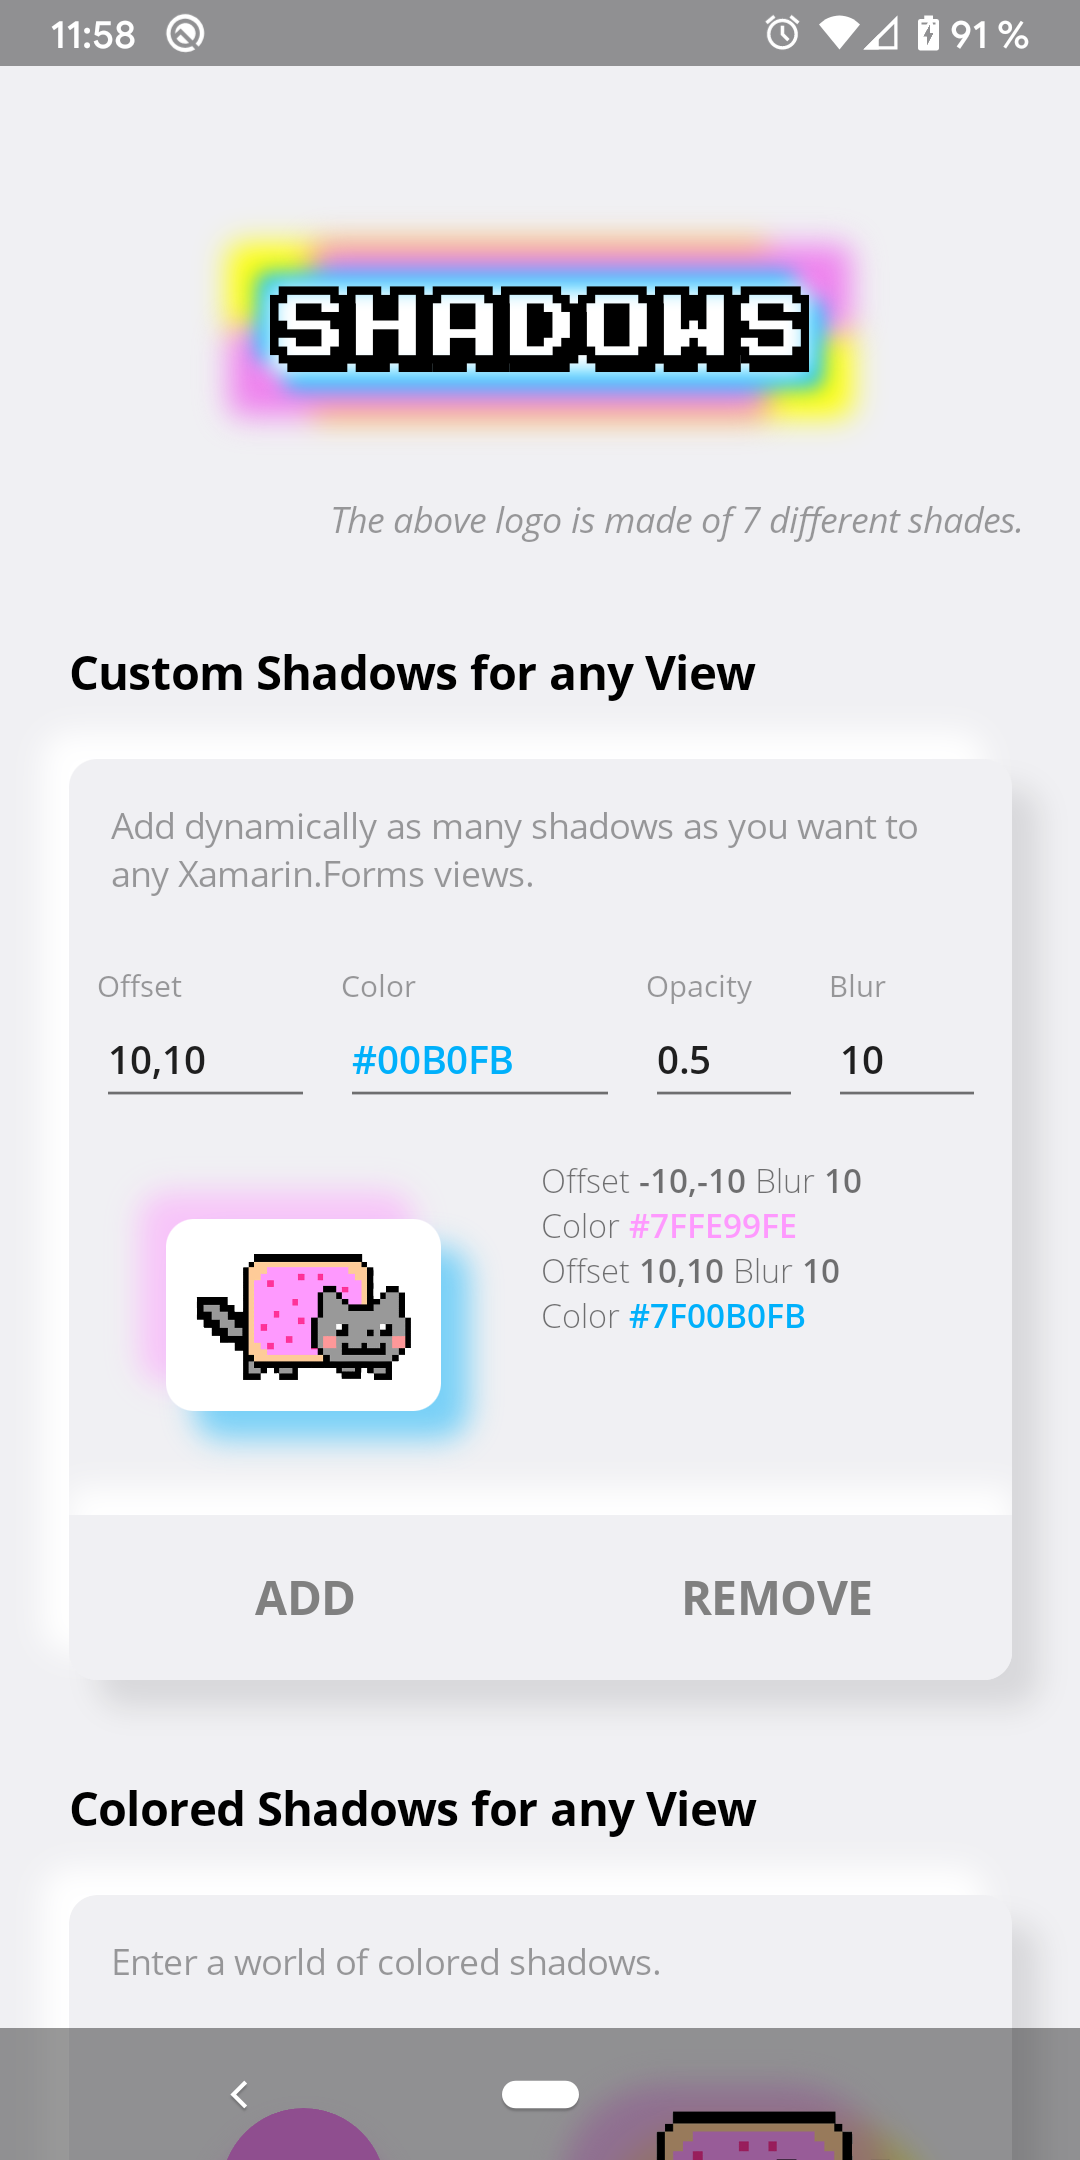 11:58
91 %
SHADOWS
The above logo is made of 7 different shades.
Custom Shadows for any View
Add dynamically as many shadows as you want to
any Xamarin.Forms views.
Offset Color Opacity Blur
10,10 #00B0FB 0.5 10
Offset -10,-10 Blur 10
Color #7FFE99FE
Offset 10,10 Blur 10
Color #7F00B0FB
ADD REMOVE
Colored Shadows for any View
Enter a world of colored shadows.